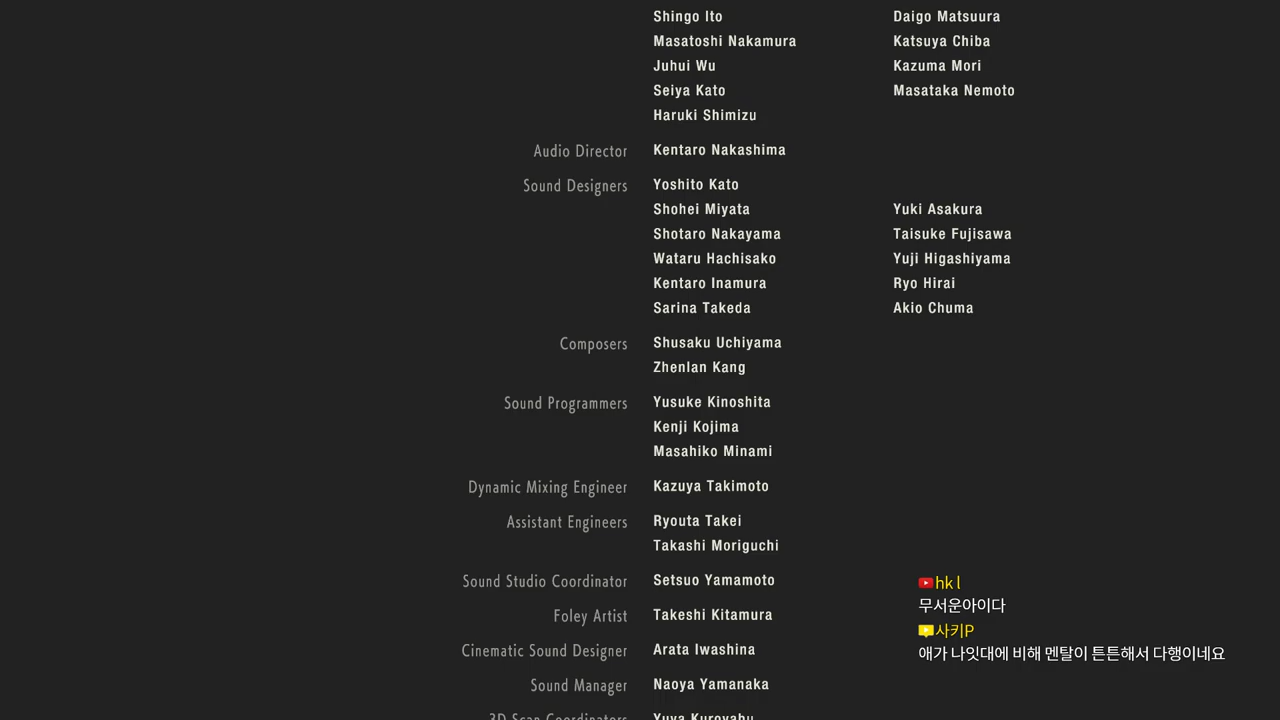 Shingo Ito Daigo Matsuura
Masatoshi Nakamura Katsuya Chiba
Juhui Wu Kazuma Mori
Seiya Kato Masataka Nemoto
Haruki Shimizu
Audio Director Kentaro Nakashima
Sound Designers Yoshito Kato
Shohei Miyata Yuki Asakura
Shotaro Nakayama Taisuke Fujisawa
Wataru Hachisako Yuji Higashiyama
Kentaro Inamura Ryo Hirai
Sarina Takeda Akio Chuma
Composers Shusaku Uchiyama
Zhenlan Kang
Sound Programmers Yusuke Kinoshita
Kenji Kojima
Masahiko Minami
Dynamic Mixing Engineer Kazuya Takimoto
Assistant Engineers Ryouta Takei
Takashi Moriguchi
Sound Studio Coordinator Setsuo Yamamoto
Foley Artist Takeshi Kitamura
Cinematic Sound Designer Arata Iwashina
Sound Manager Naoya Yamanaka
3D Scan Coordinators Yuya Kuroyabu
hk l
무서운아이다
사키P
애가 나잇대에 비해 멘탈이 튼튼해서 다행이네요